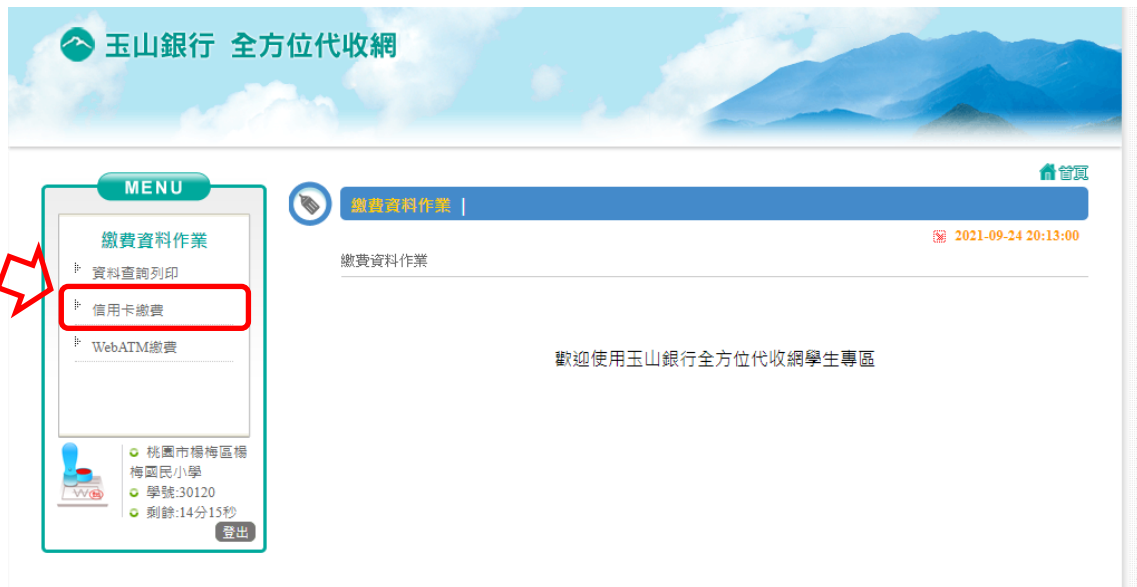 玉山銀行 全方位代收網
首頁
MENU
繳費資料作業
資料查詢列印
信用卡繳費
WebATM繳費
桃園市楊梅區楊
梅國民小學
學號:30120
剩餘:14分15秒
登出
繳費資料作業 |
2021-09-24 20:13:00
繳費資料作業
歡迎使用玉山銀行全方位代收網學生專區